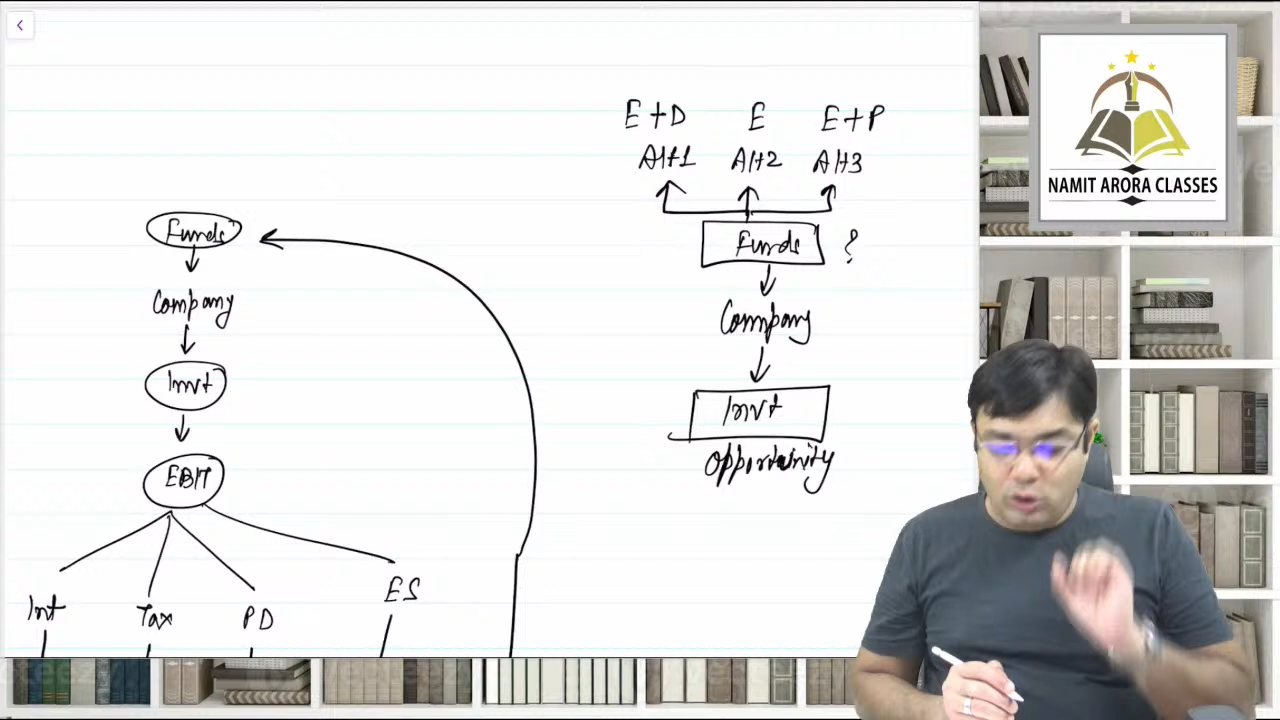 E+D E E+P
Alt1 Alt2 Alt3
Funds ?
Company
Invt
opportunity
Funds
Company
Invt
EBIT
Int Tax PD ES
NAMIT ARORA CLASSES